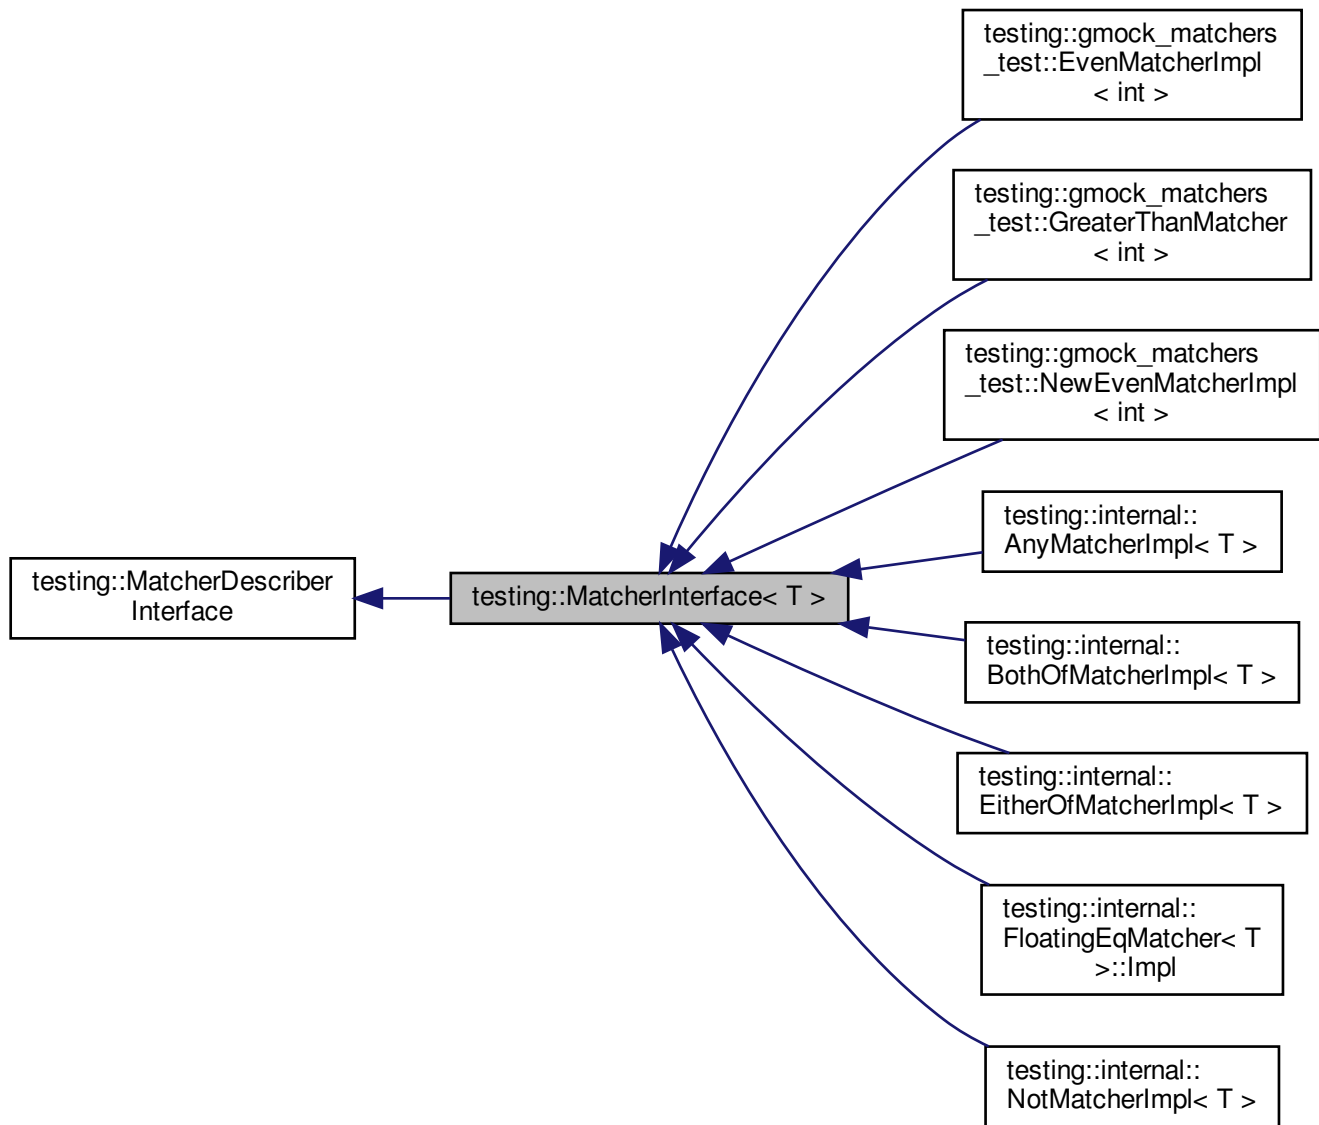 testing::gmock_matchers
_test::EvenMatcherImpl
< int >
testing::gmock_matchers
_test::GreaterThanMatcher
< int >
testing::gmock_matchers
_test::NewEvenMatcherImpl
< int >
testing::internal::
AnyMatcherImpl< T >
testing::MatcherDescriber
Interface
testing::MatcherInterface< T >
testing::internal::
BothOfMatcherImpl< T >
testing::internal::
EitherOfMatcherImpl< T >
testing::internal::
FloatingEqMatcher< T
>::Impl
testing::internal::
NotMatcherImpl< T >